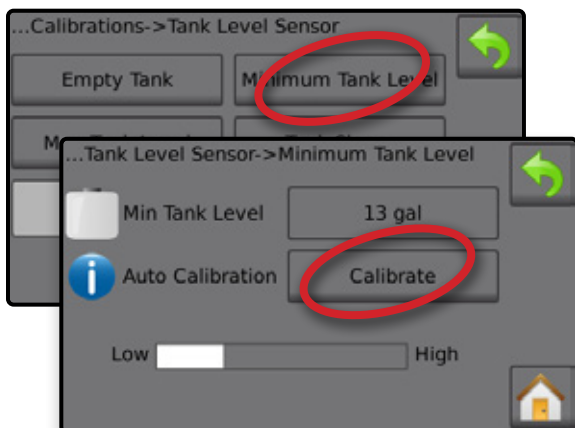 ...Calibrations->Tank Level Sensor
Empty Tank
Minimum Tank Level
...Tank Level Sensor->Minimum Tank Level
Min Tank Level
13 gal
Auto Calibration
Calibrate
Low
High